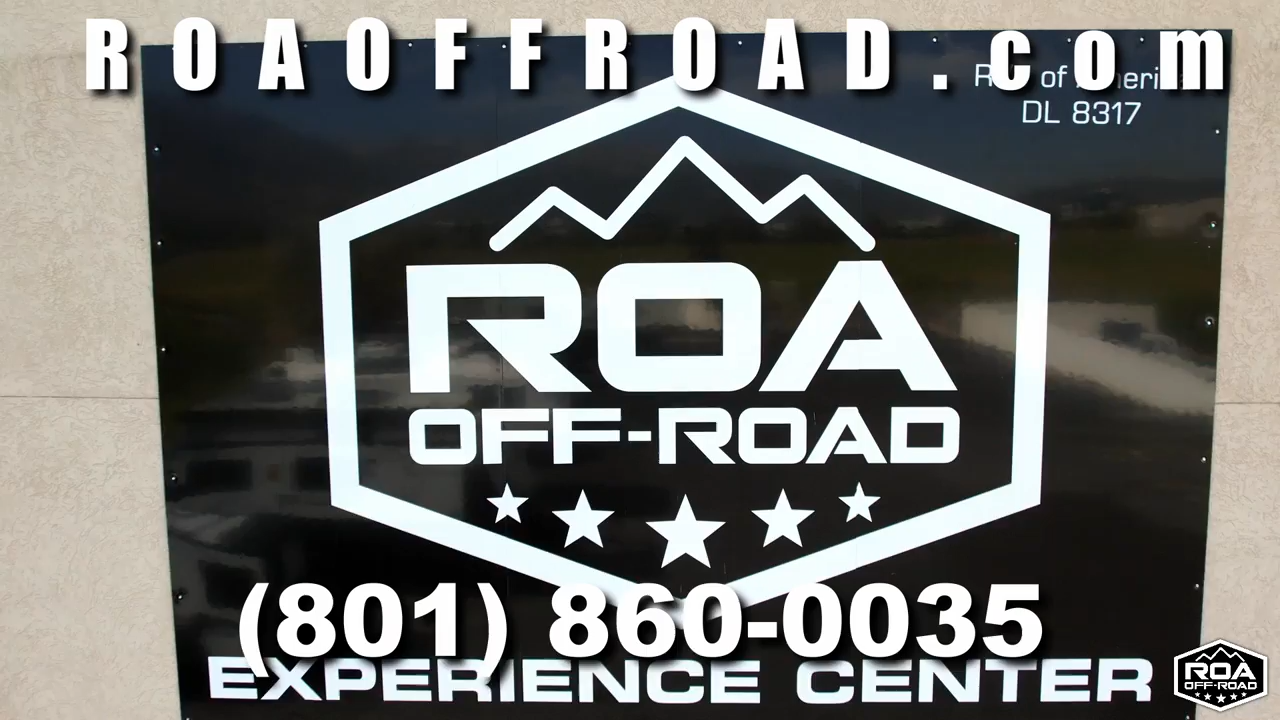 ROAOFFROAD.com
DL 8317
ROA
OFF-ROAD
(801) 860-0035
EXPERIENCE CENTER
ROA
OFF-ROAD